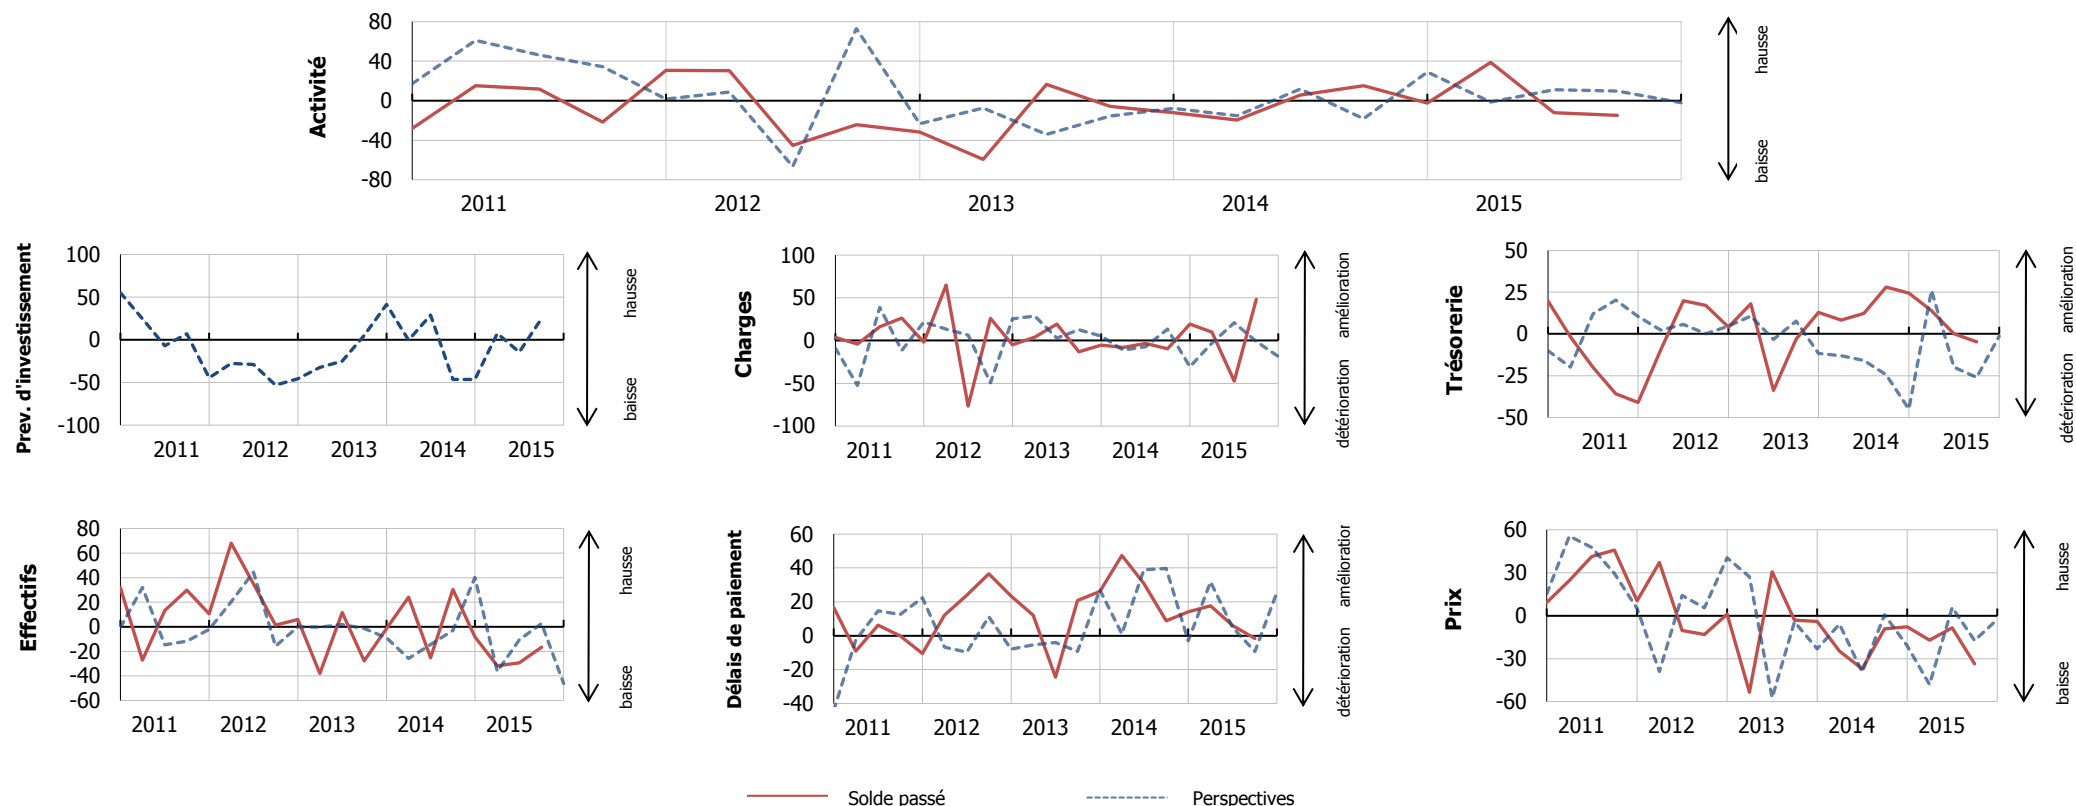 Activité
80
40
0
-40
-80
2011 2012 2013 2014 2015
hausse
baisse
Prev. d'investissement
100
50
0
-50
-100
2011 2012 2013 2014 2015
hausse
baisse
Charges
100
50
0
-50
-100
2011 2012 2013 2014 2015
amélioration
détérioration
Trésorerie
50
25
0
-25
-50
2011 2012 2013 2014 2015
amélioration
détérioration
Effectifs
80
60
40
20
0
-20
-40
-60
2011 2012 2013 2014 2015
hausse
baisse
Délais de paiement
60
40
20
0
-20
-40
2011 2012 2013 2014 2015
amélioration
détérioration
Prix
60
30
0
-30
-60
2011 2012 2013 2014 2015
hausse
baisse
Solde passé Perspectives